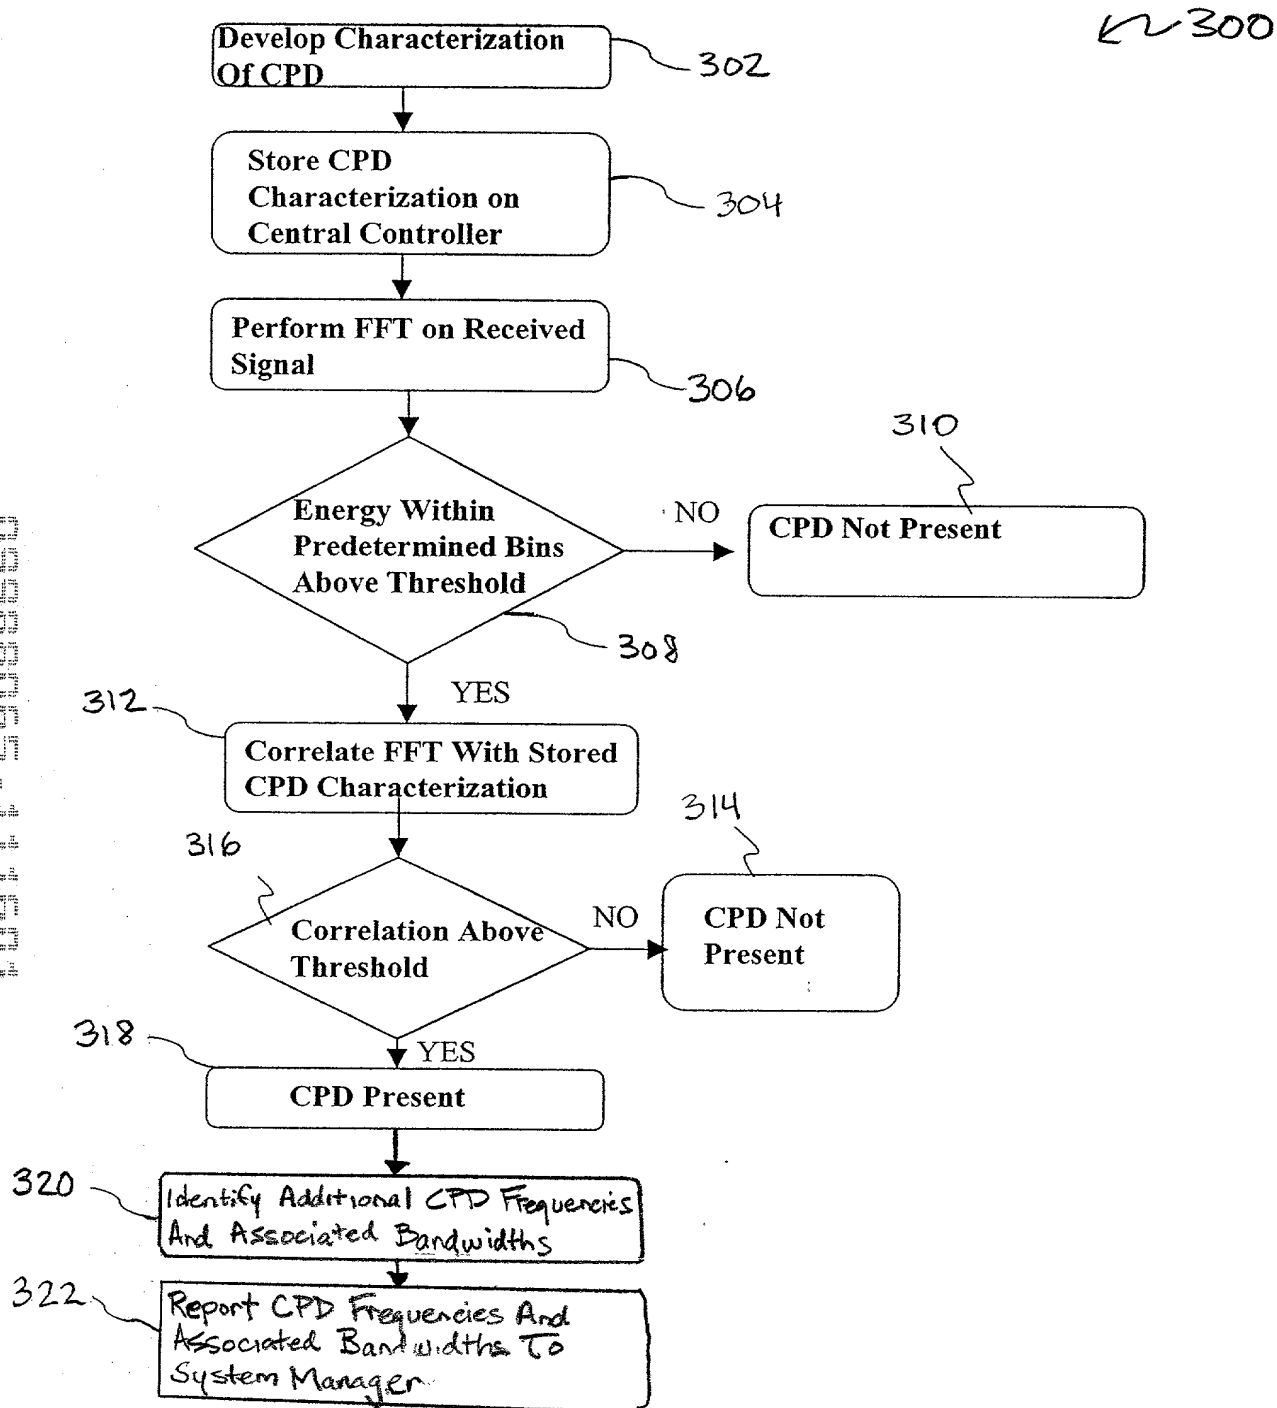 300
Develop Characterization
Of CPD
302
Store CPD
Characterization on
Central Controller
304
Perform FFT on Received
Signal
306
310
Energy Within
Predetermined Bins
Above Threshold
NO
CPD Not Present
308
YES
312
Correlate FFT With Stored
CPD Characterization
314
316
Correlation Above
Threshold
NO
CPD Not
Present
318
YES
CPD Present
320
Identify Additional CPD Frequencies
And Associated Bandwidths
322
Report CPD Frequencies And
Associated Bandwidths To
System Manager